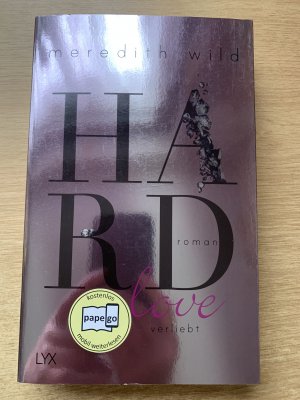 meredith wild
HA
RD
roman
love
verliebt
kostenlos
papego
mobil weiterlesen
LYX